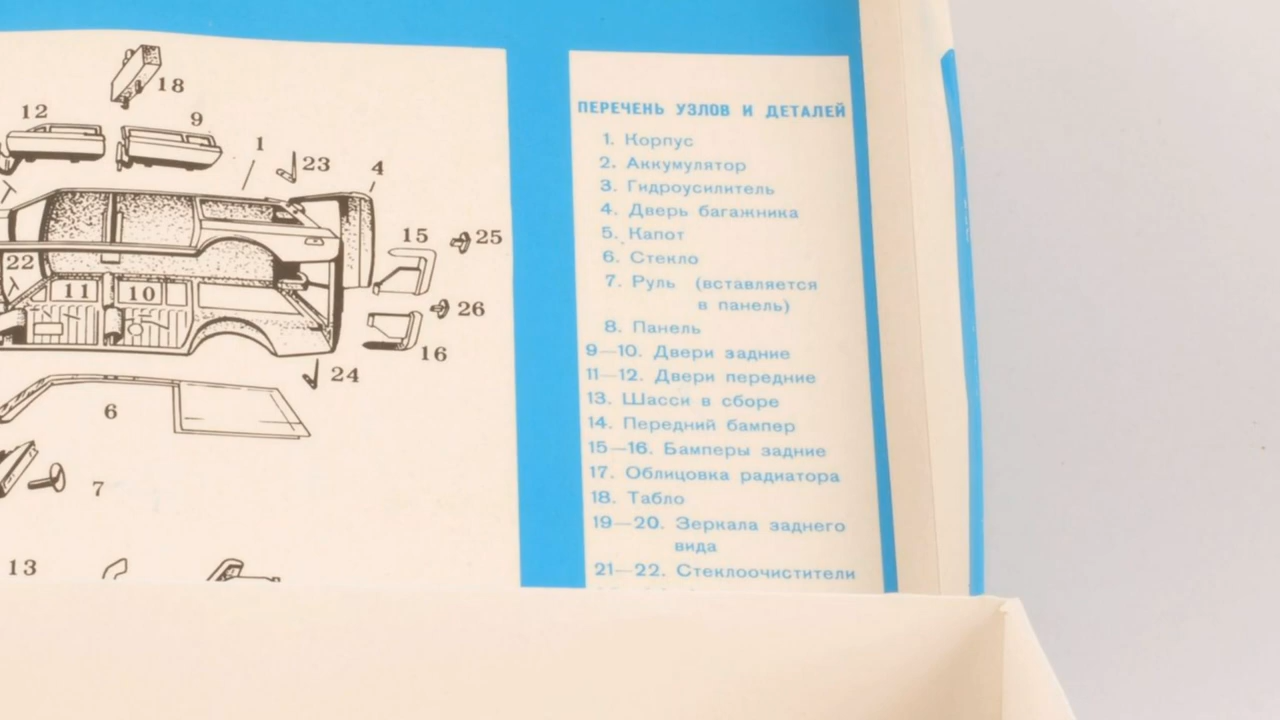 18
12
9
1
23
4
15
25
22
11
10
26
16
24
6
7
13
ПЕРЕЧЕНЬ УЗЛОВ И ДЕТАЛЕЙ
1. Корпус
2. Аккумулятор
3. Гидроусилитель
4. Дверь багажника
5. Капот
6. Стекло
7. Руль (вставляется
в панель)
8. Панель
9—10. Двери задние
11—12. Двери передние
13. Шасси в сборе
14. Передний бампер
15—16. Бамперы задние
17. Облицовка радиатора
18. Табло
19—20. Зеркала заднего
вида
21—22. Стеклоочистители